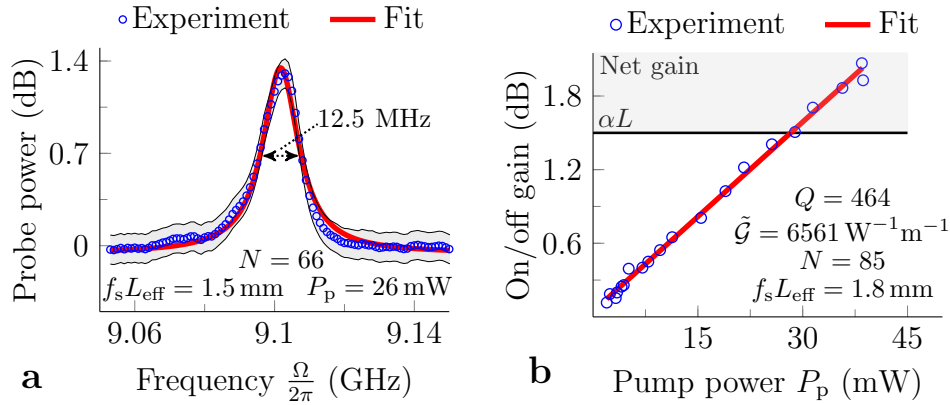 Experiment Fit
Probe power (dB)
1.4
0.7
0
12.5 MHz
N = 66
f_s L_eff = 1.5 mm P_p = 26 mW
9.06 9.1 9.14
a Frequency Ω/2π (GHz)
Experiment Fit
On/off gain (dB)
1.8
1.2
0.6
Net gain
αL
Q = 464
𝒢̃ = 6561 W⁻¹m⁻¹
N = 85
f_s L_eff = 1.8 mm
15 30 45
b Pump power P_p (mW)